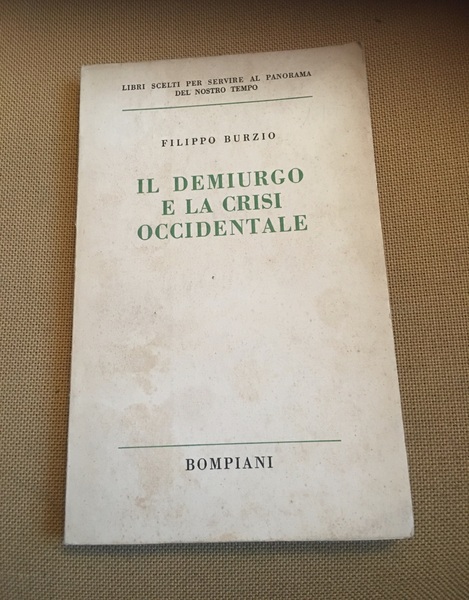 LIBRI SCELTI PER SERVIRE AL PANORAMA
DEL NOSTRO TEMPO
FILIPPO BURZIO
IL DEMIURGO
E LA CRISI
OCCIDENTALE
BOMPIANI